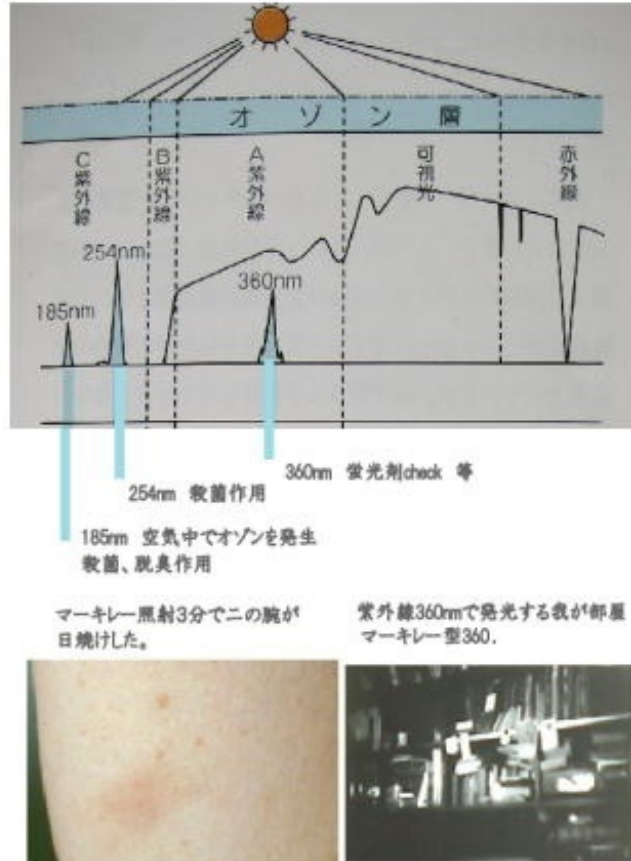 オゾン層
C紫外線
B紫外線
A紫外線
可視光
赤外線
254nm
185nm
360nm
360nm 蛍光剤check 等
254nm 殺菌作用
185nm 空気中でオゾンを発生
殺菌、脱臭作用
マーキレー照射3分で二の腕が
日焼けした。
紫外線360nmで発光する我が部屋
マーキレー型360.